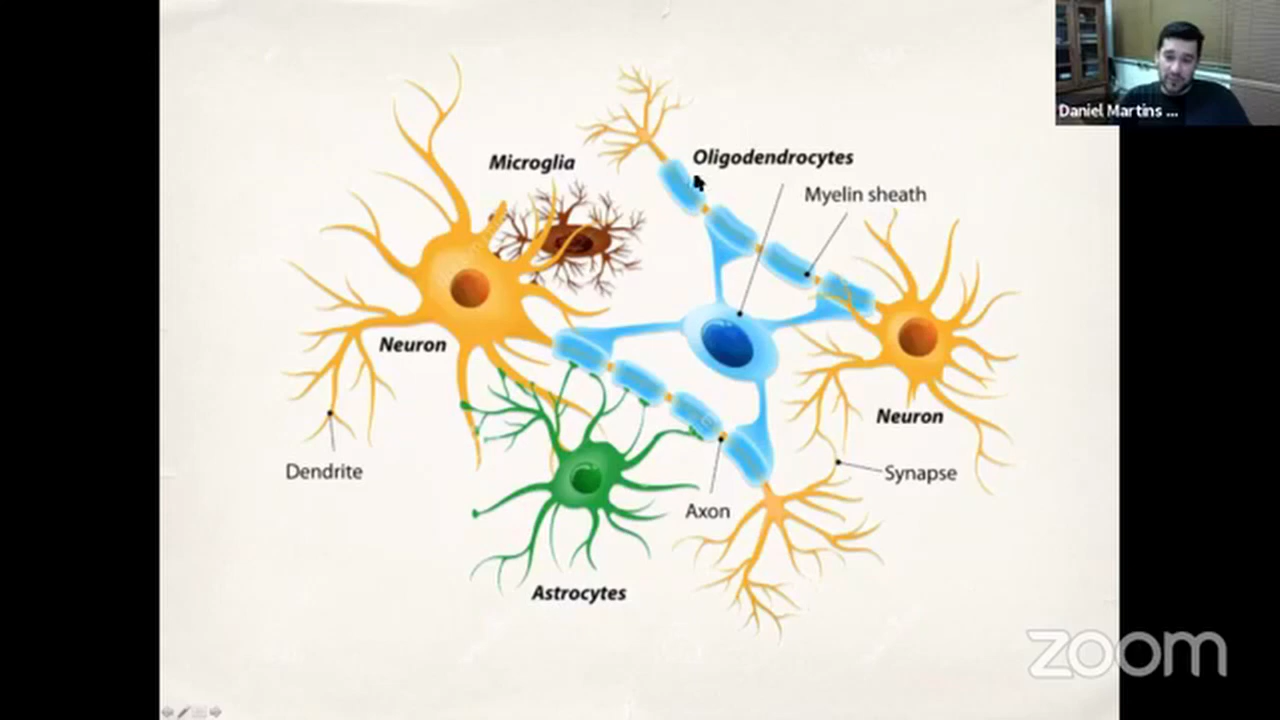 Daniel Martins ...
Microglia
Oligodendrocytes
Myelin sheath
Neuron
Neuron
Dendrite
Synapse
Axon
Astrocytes
zoom